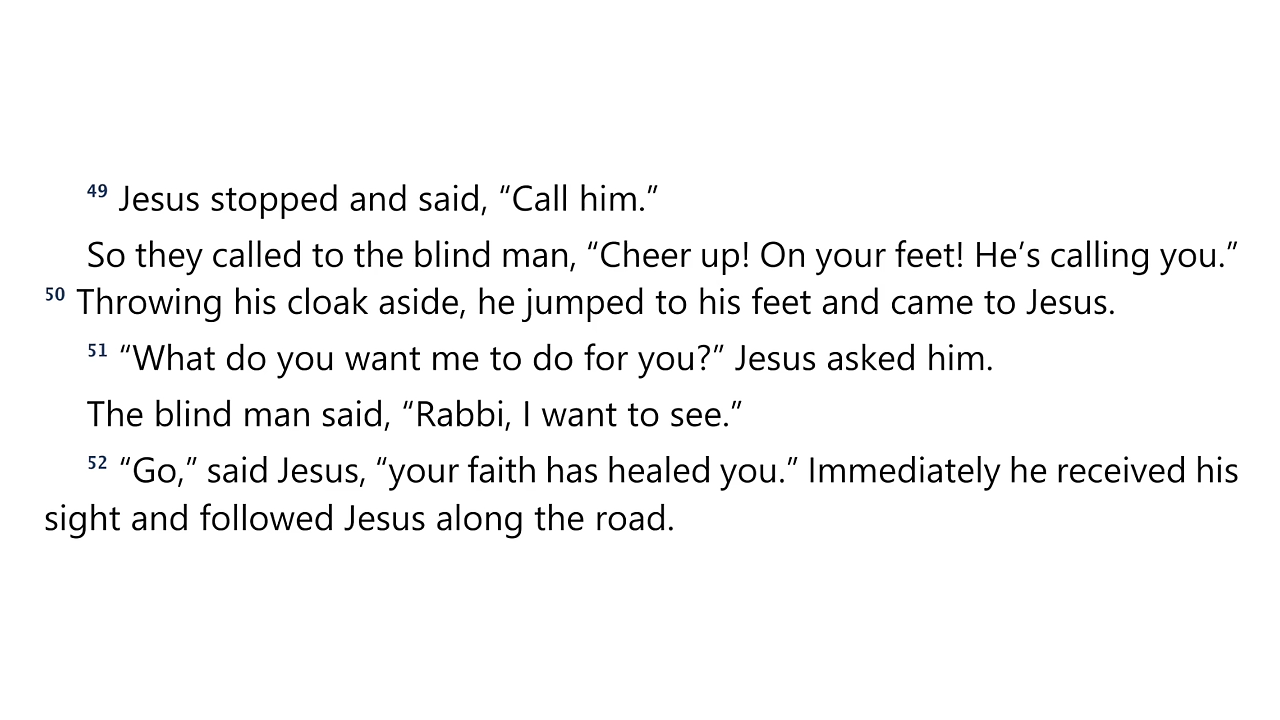 49 Jesus stopped and said, “Call him.”
So they called to the blind man, “Cheer up! On your feet! He’s calling you.”
50 Throwing his cloak aside, he jumped to his feet and came to Jesus.
51 “What do you want me to do for you?” Jesus asked him.
The blind man said, “Rabbi, I want to see.”
52 “Go,” said Jesus, “your faith has healed you.” Immediately he received his
sight and followed Jesus along the road.